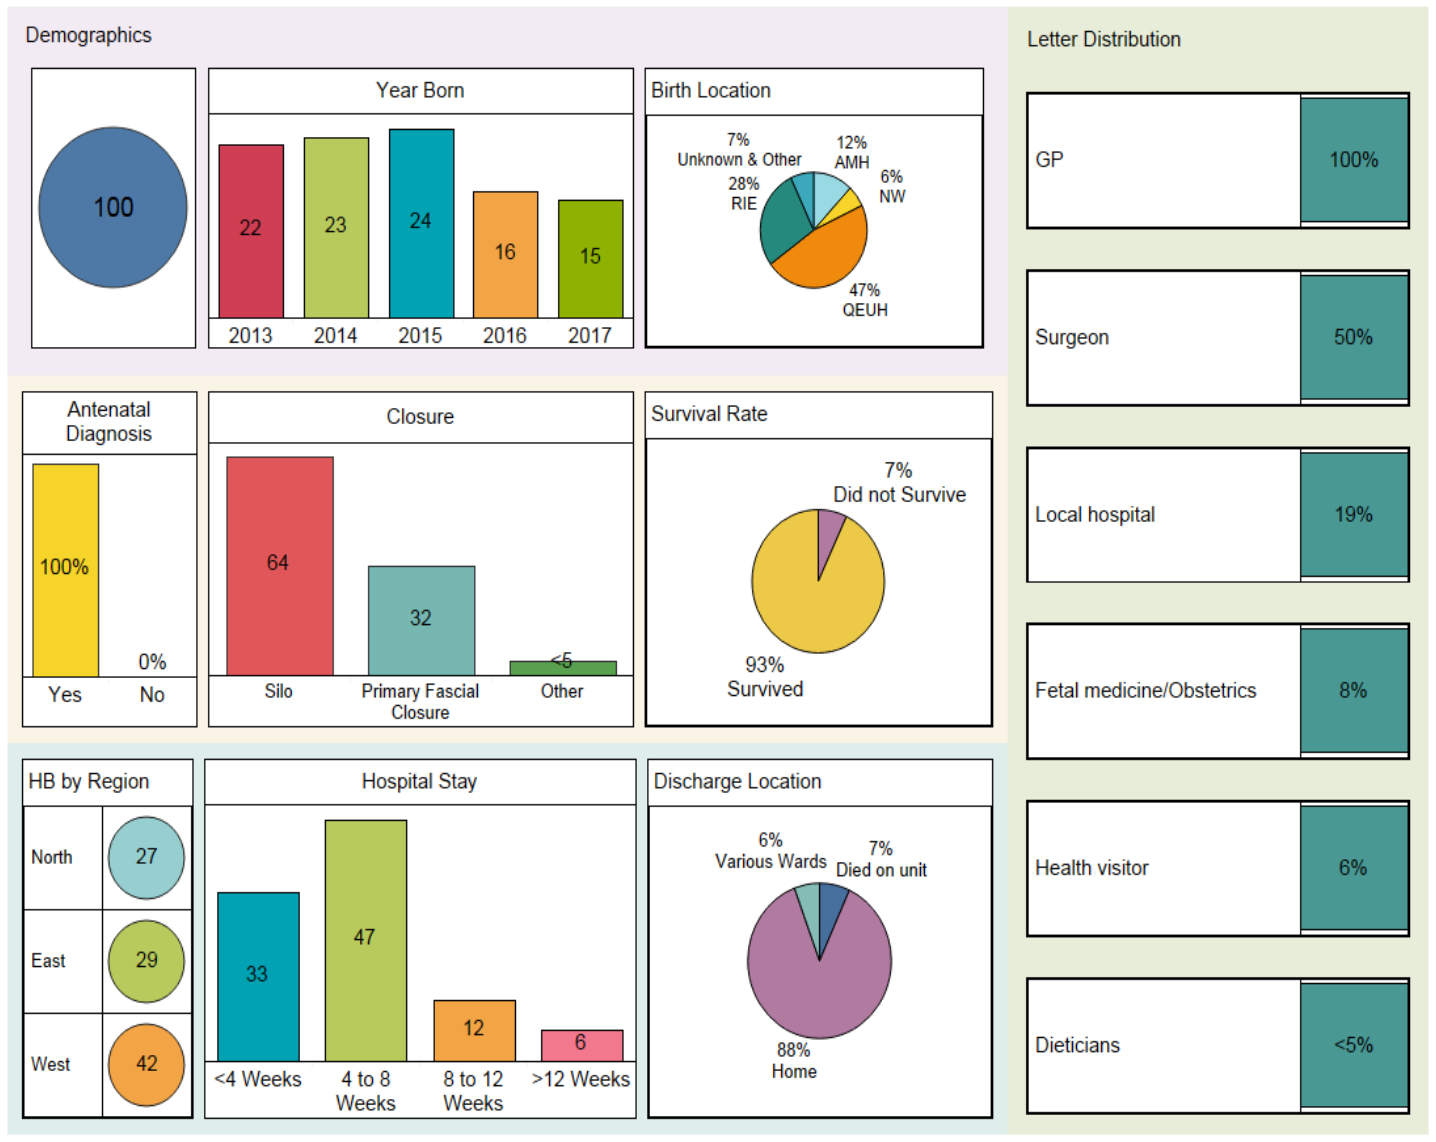 Demographics
100
Year Born
22
23
24
16
15
2013
2014
2015
2016
2017
Birth Location
7%
Unknown & Other
12%
AMH
6%
NW
28%
RIE
47%
QEUH
Antenatal
Diagnosis
100%
0%
Yes
No
Closure
64
32
<5
Silo
Primary Fascial
Closure
Other
Survival Rate
7%
Did not Survive
93%
Survived
HB by Region
North
27
East
29
West
42
Hospital Stay
33
47
12
6
<4 Weeks
4 to 8
Weeks
8 to 12
Weeks
>12 Weeks
Discharge Location
6%
Various Wards
7%
Died on unit
88%
Home
Letter Distribution
GP
100%
Surgeon
50%
Local hospital
19%
Fetal medicine/Obstetrics
8%
Health visitor
6%
Dieticians
<5%